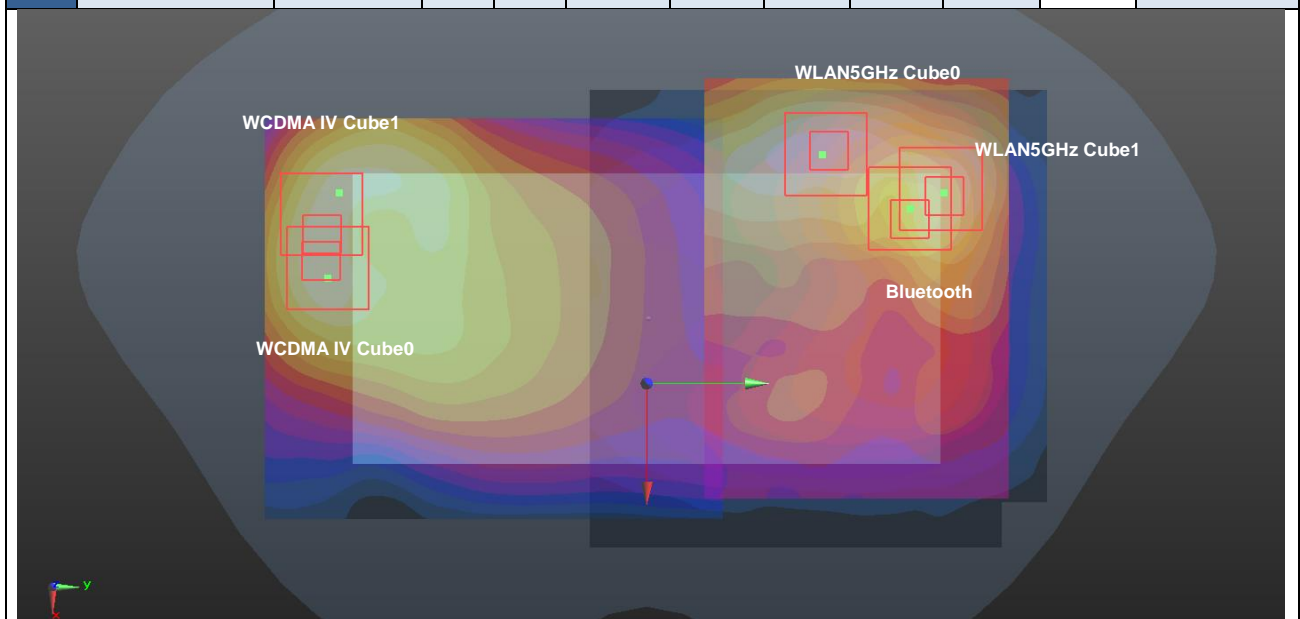 WLAN5GHz Cube0
WCDMA IV Cube1
WLAN5GHz Cube1
Bluetooth
WCDMA IV Cube0
y
x